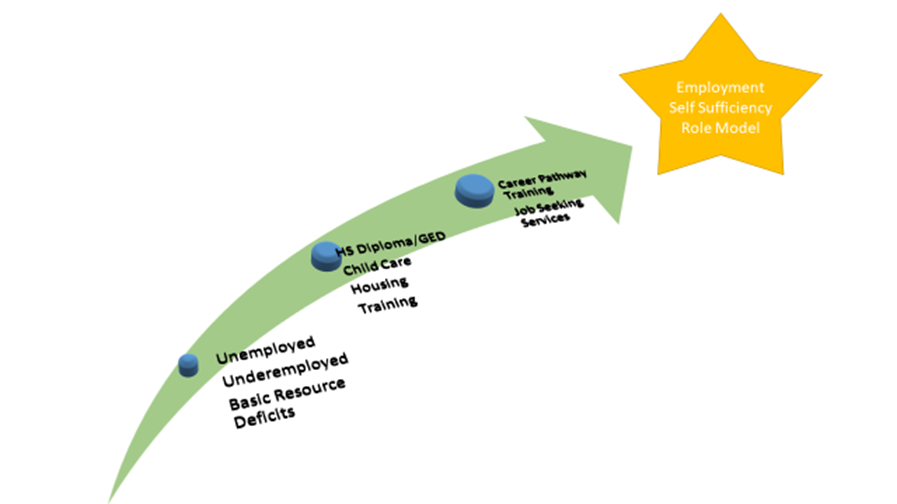 Employment
Self Sufficiency
Role Model
Career Pathway
Training
Job Seeking
Services
HS Diploma/GED
Child Care
Housing
Training
Unemployed
Underemployed
Basic Resource
Deficits